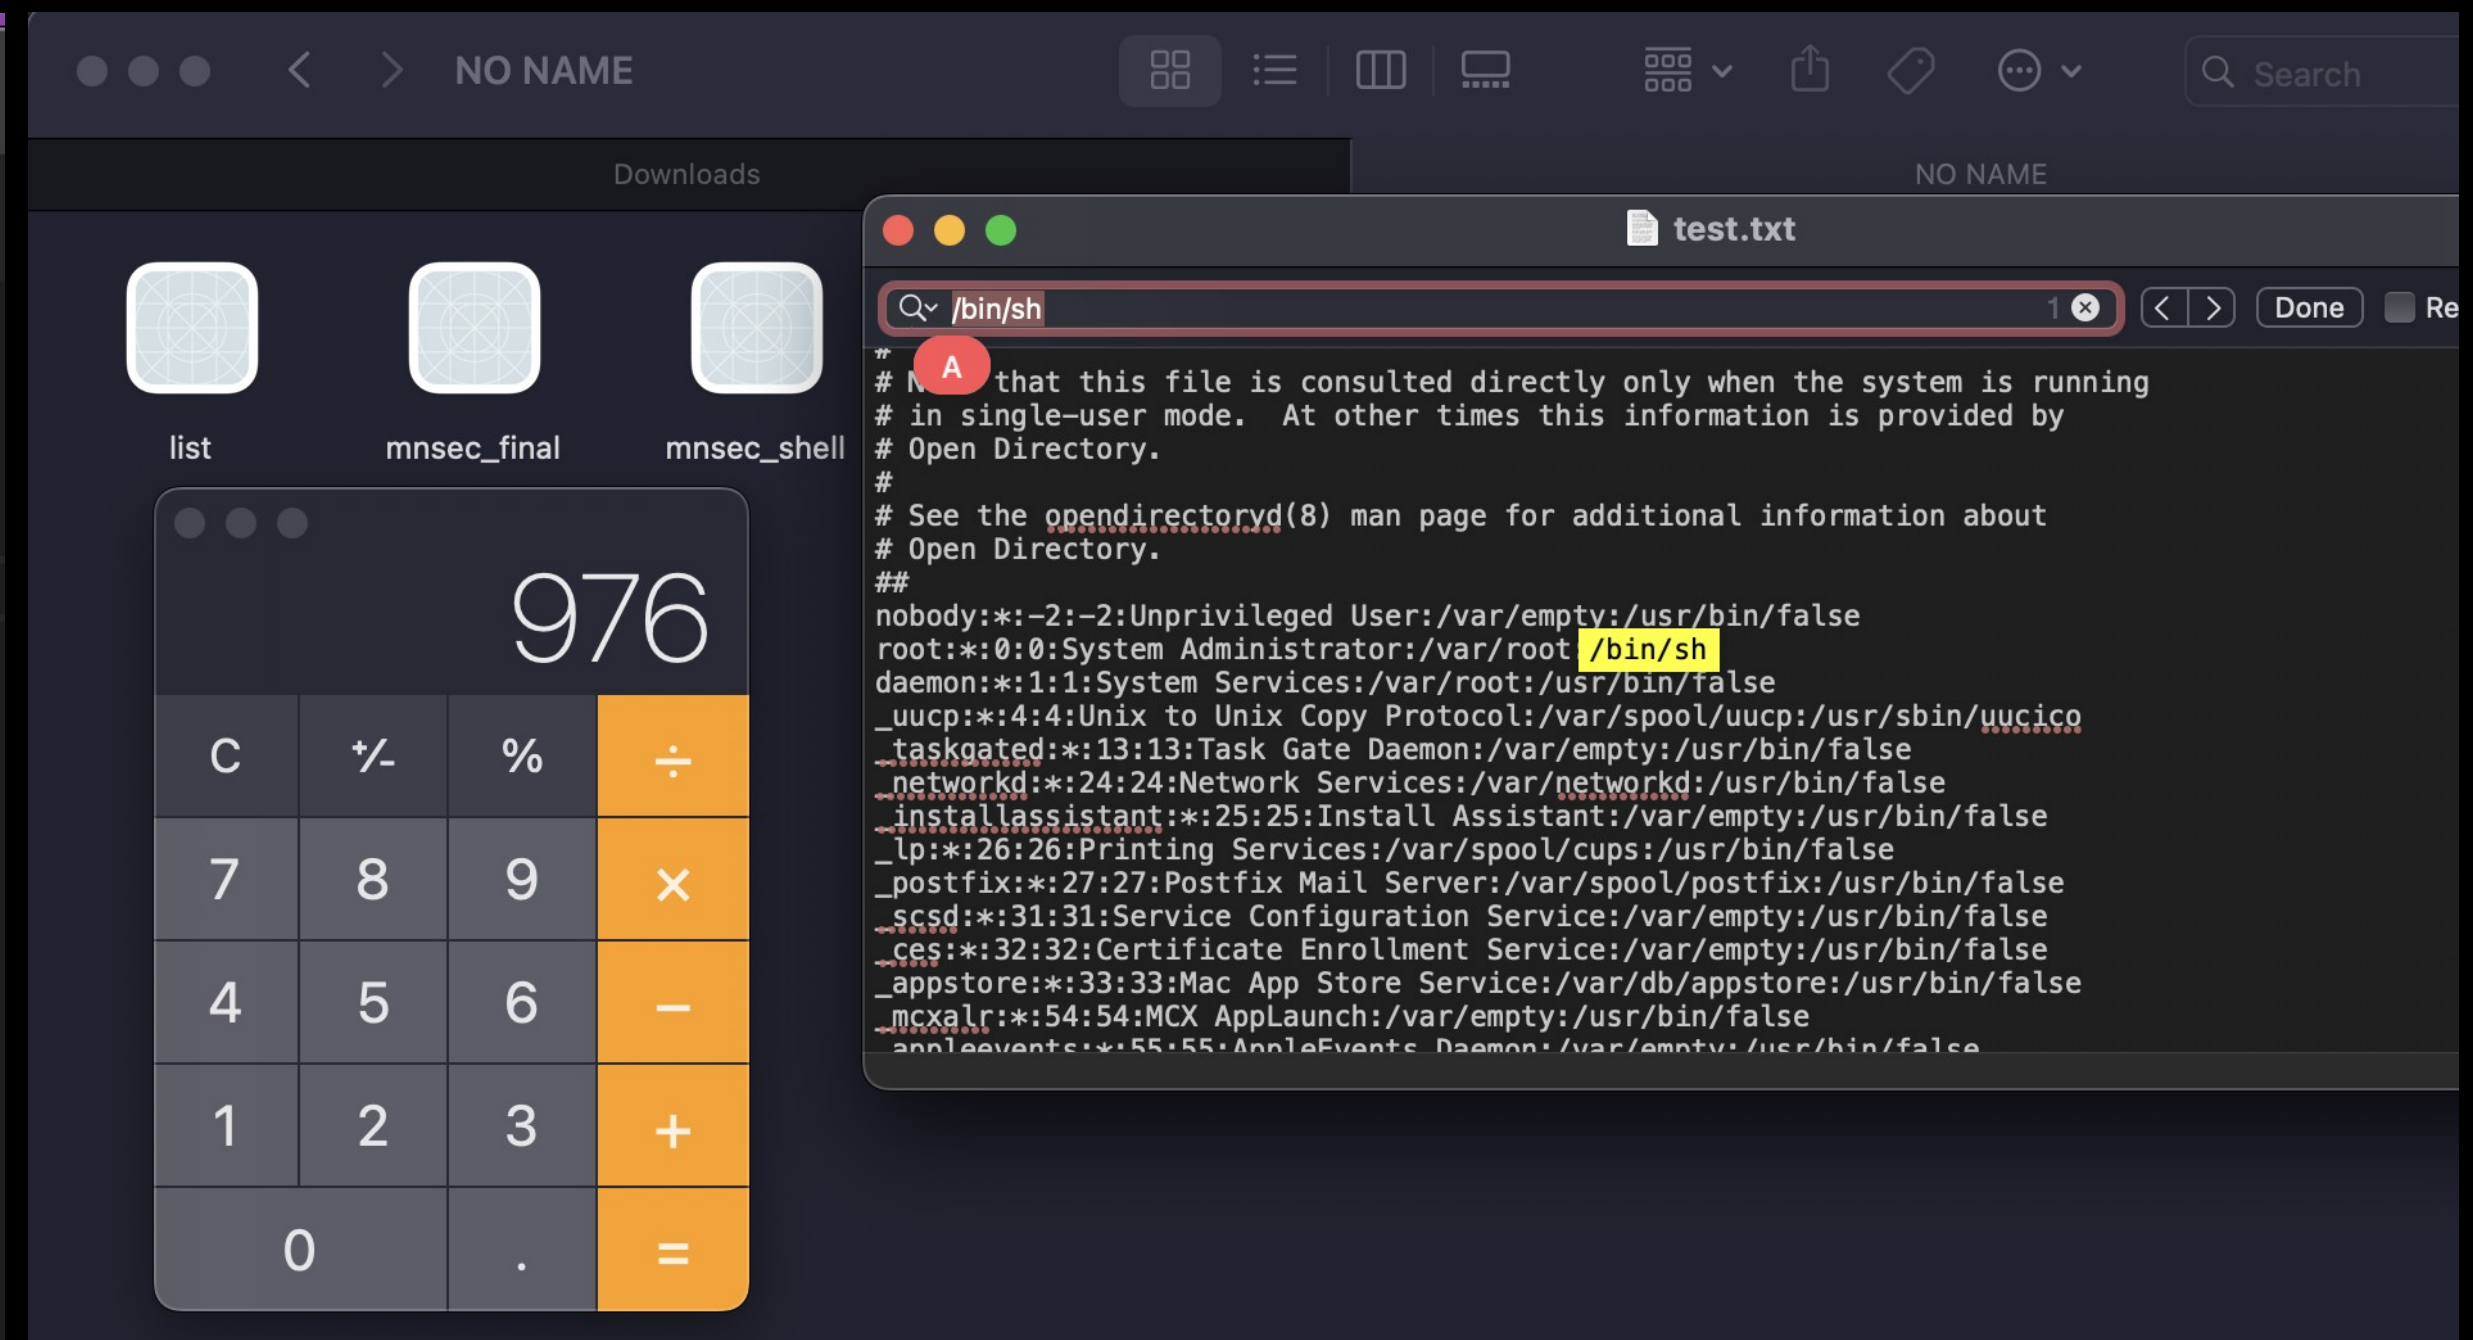 NO NAME
Search
Downloads
NO NAME
list
mnsec_final
mnsec_shell
976
C
+/-
%
÷
7
8
9
×
4
5
6
−
1
2
3
+
0
.
=
test.txt
/bin/sh
1
Done
Re
A
#
# that this file is consulted directly only when the system is running
# in single-user mode.  At other times this information is provided by
# Open Directory.
#
# See the opendirectoryd(8) man page for additional information about
# Open Directory.
##
nobody:*:-2:-2:Unprivileged User:/var/empty:/usr/bin/false
root:*:0:0:System Administrator:/var/root:/bin/sh
daemon:*:1:1:System Services:/var/root:/usr/bin/false
_uucp:*:4:4:Unix to Unix Copy Protocol:/var/spool/uucp:/usr/sbin/uucico
_taskgated:*:13:13:Task Gate Daemon:/var/empty:/usr/bin/false
_networkd:*:24:24:Network Services:/var/networkd:/usr/bin/false
_installassistant:*:25:25:Install Assistant:/var/empty:/usr/bin/false
_lp:*:26:26:Printing Services:/var/spool/cups:/usr/bin/false
_postfix:*:27:27:Postfix Mail Server:/var/spool/postfix:/usr/bin/false
_scsd:*:31:31:Service Configuration Service:/var/empty:/usr/bin/false
_ces:*:32:32:Certificate Enrollment Service:/var/empty:/usr/bin/false
_appstore:*:33:33:Mac App Store Service:/var/db/appstore:/usr/bin/false
_mcxalr:*:54:54:MCX AppLaunch:/var/empty:/usr/bin/false
_appleevents:*:55:55:AppleEvents Daemon:/var/empty:/usr/bin/false